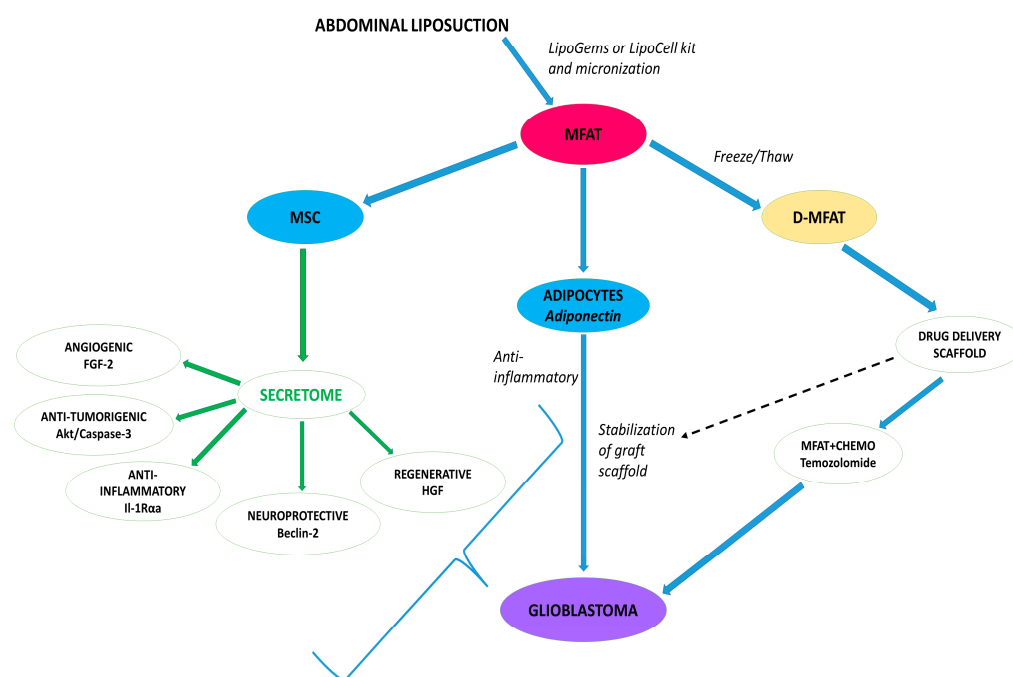 ABDOMINAL LIPOSUCTION
LipoGems or LipoCell kit
and micronization
MFAT
Freeze/Thaw
MSC
D-MFAT
ADIPOCYTES
Adiponectin
DRUG DELIVERY
SCAFFOLD
ANGIOGENIC
FGF-2
Anti-
inflammatory
SECRETOME
ANTI-TUMORIGENIC
Akt/Caspase-3
Stabilization
of graft
scaffold
MFAT+CHEMO
Temozolomide
ANTI-
INFLAMMATORY
Il-1Rαa
REGENERATIVE
HGF
NEUROPROTECTIVE
Beclin-2
GLIOBLASTOMA